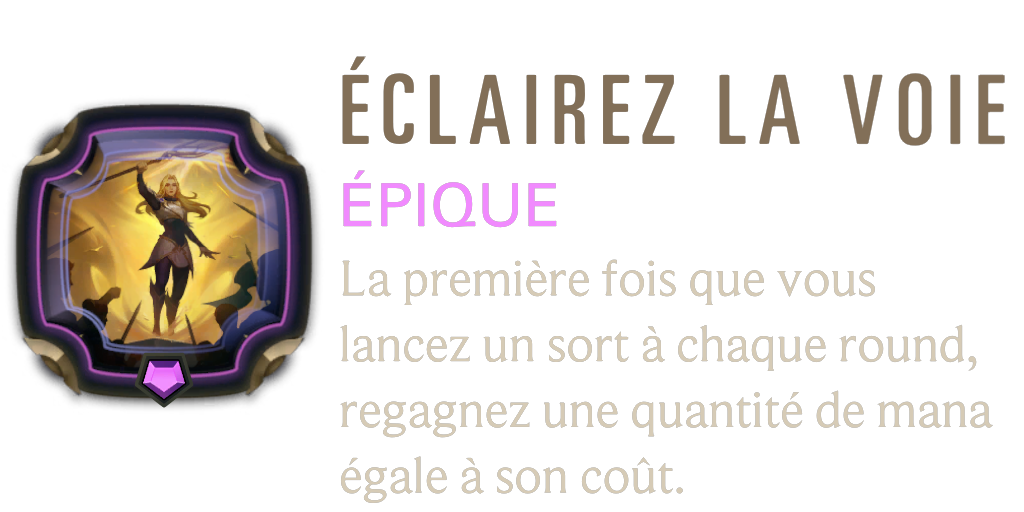 ÉCLAIREZ LA VOIE
ÉPIQUE
La première fois que vous
lancez un sort à chaque round,
regagnez une quantité de mana
égale à son coût.